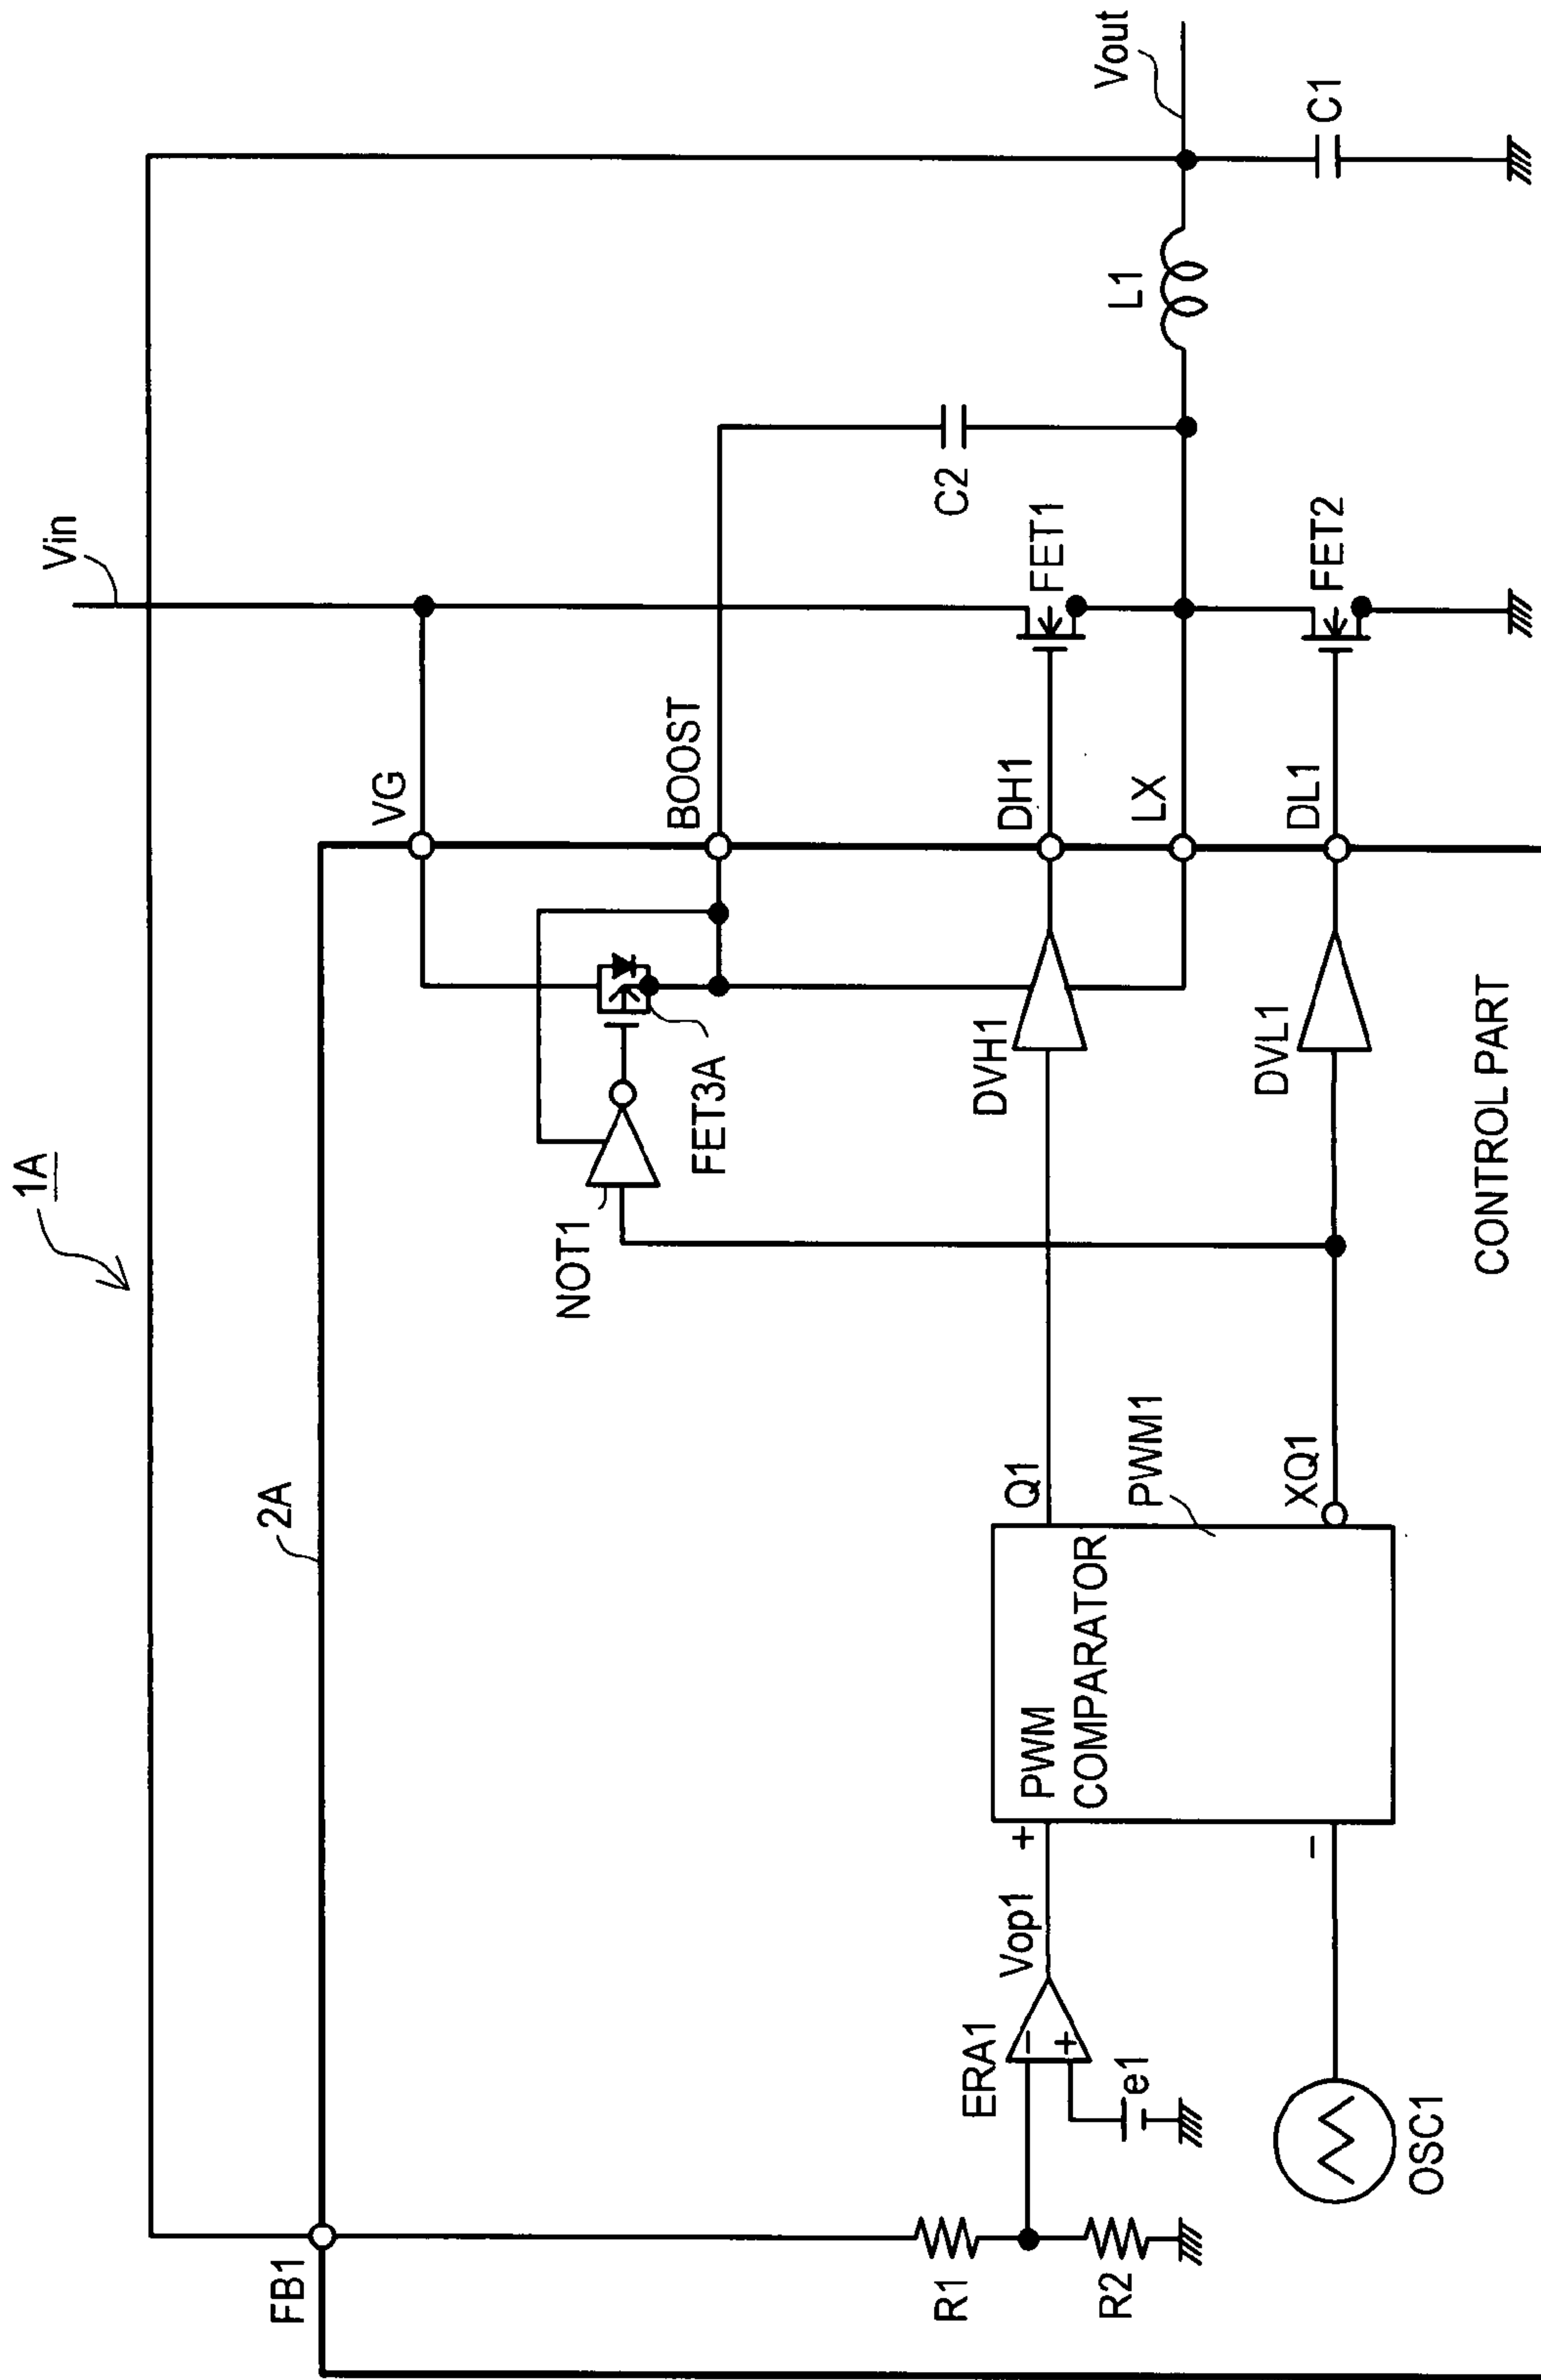 1A
Vin
2A
FB1
VG
NOT1
FET3A
BOOST
C2
R1
R2
ERA1
e1
Vop1
+
−
−
+
PWM
COMPARATOR
Q1
PWM1
XQ1
DVH1
DH1
FET1
LX
L1
Vout
OSC1
DVL1
DL1
FET2
C1
CONTROL PART